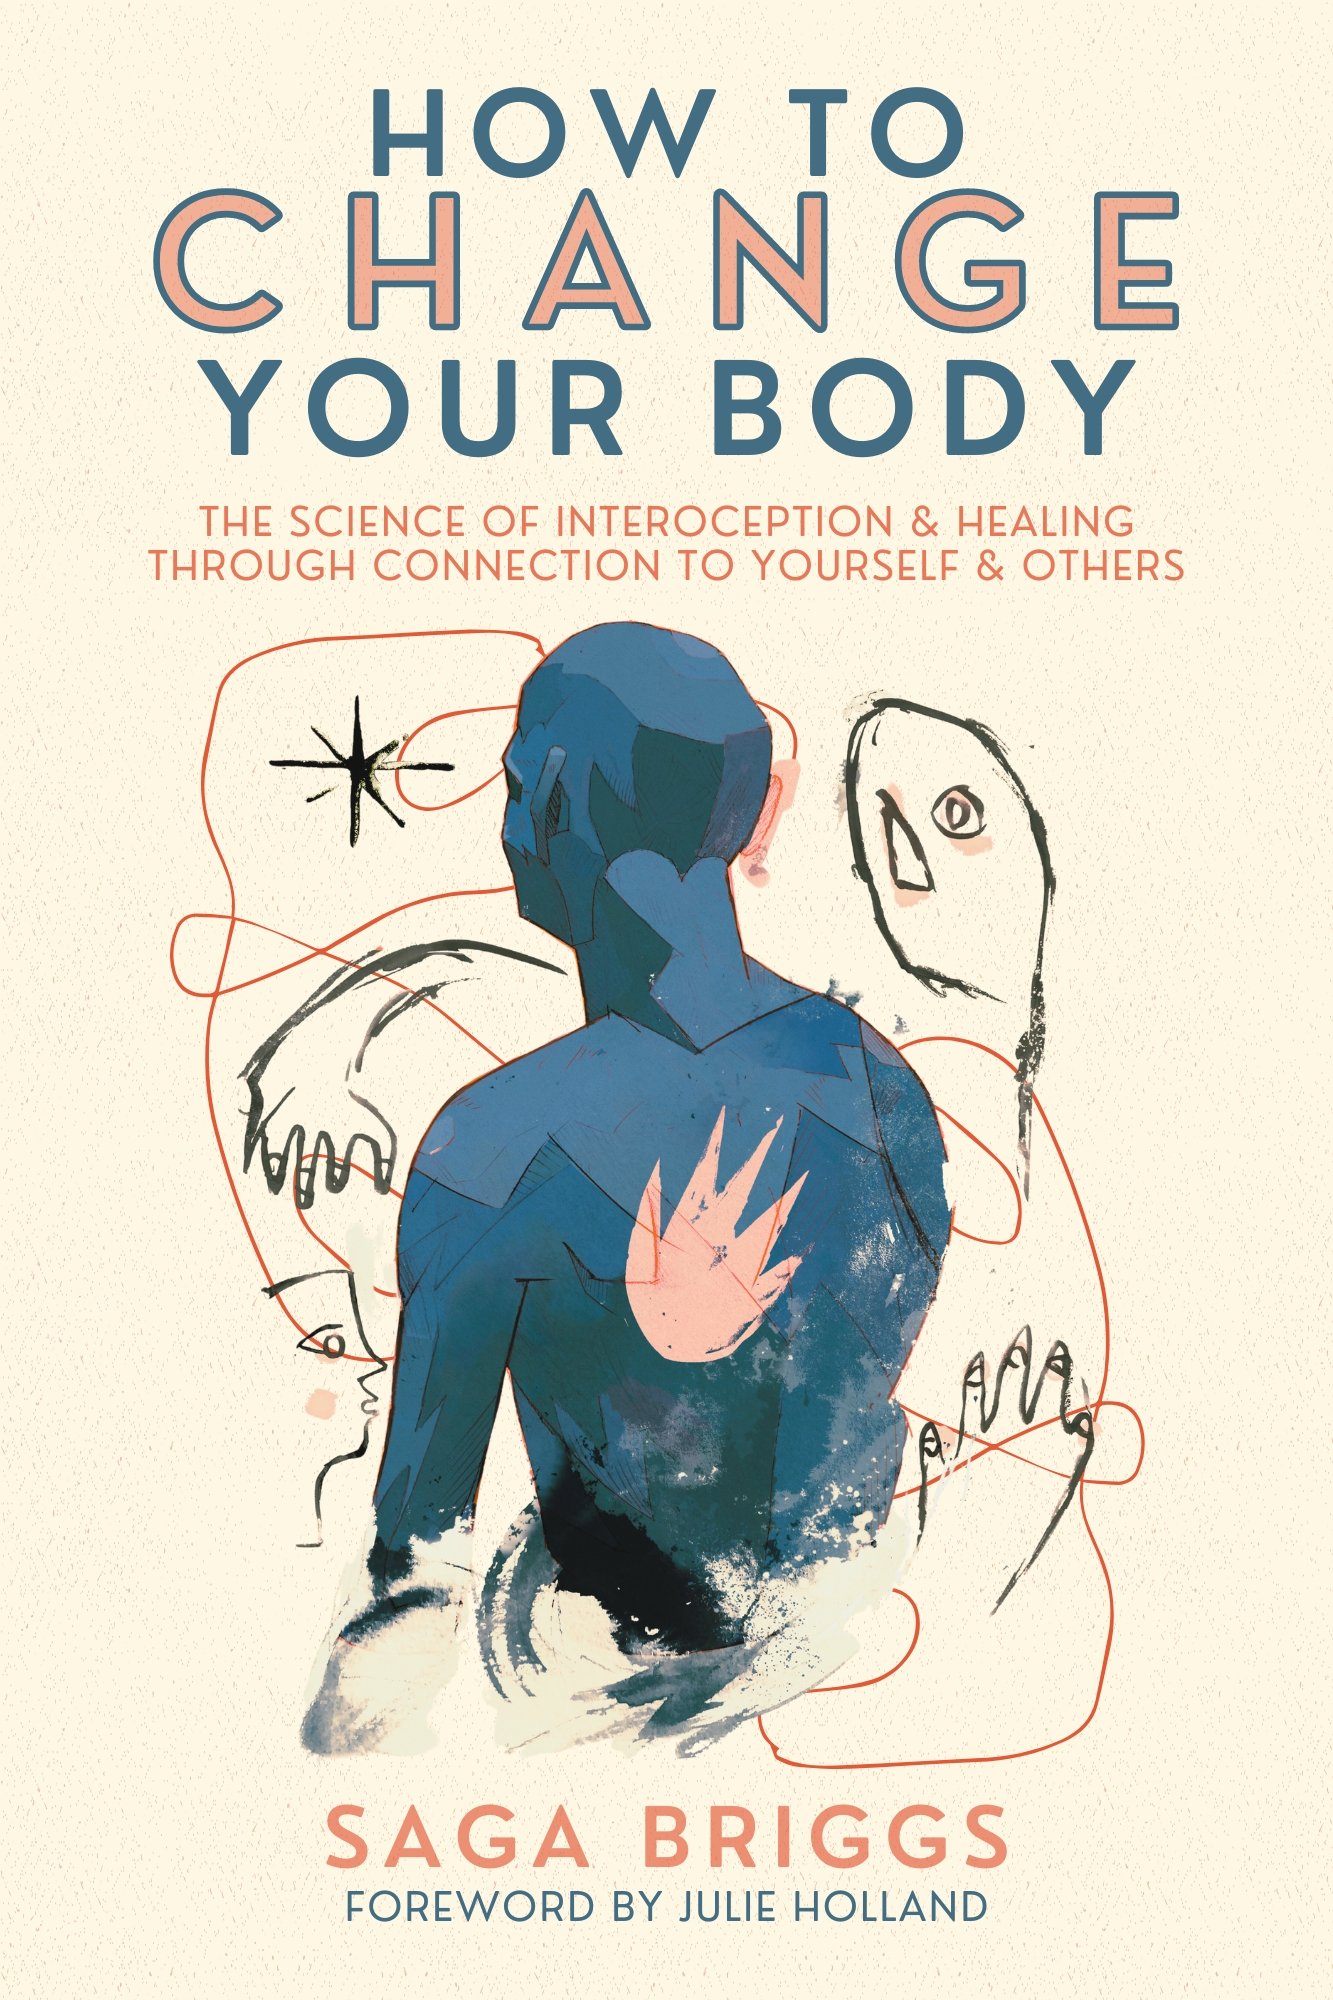 HOW TO
CHANGE
YOUR BODY
THE SCIENCE OF INTEROCEPTION & HEALING
THROUGH CONNECTION TO YOURSELF & OTHERS
SAGA BRIGGS
FOREWORD BY JULIE HOLLAND